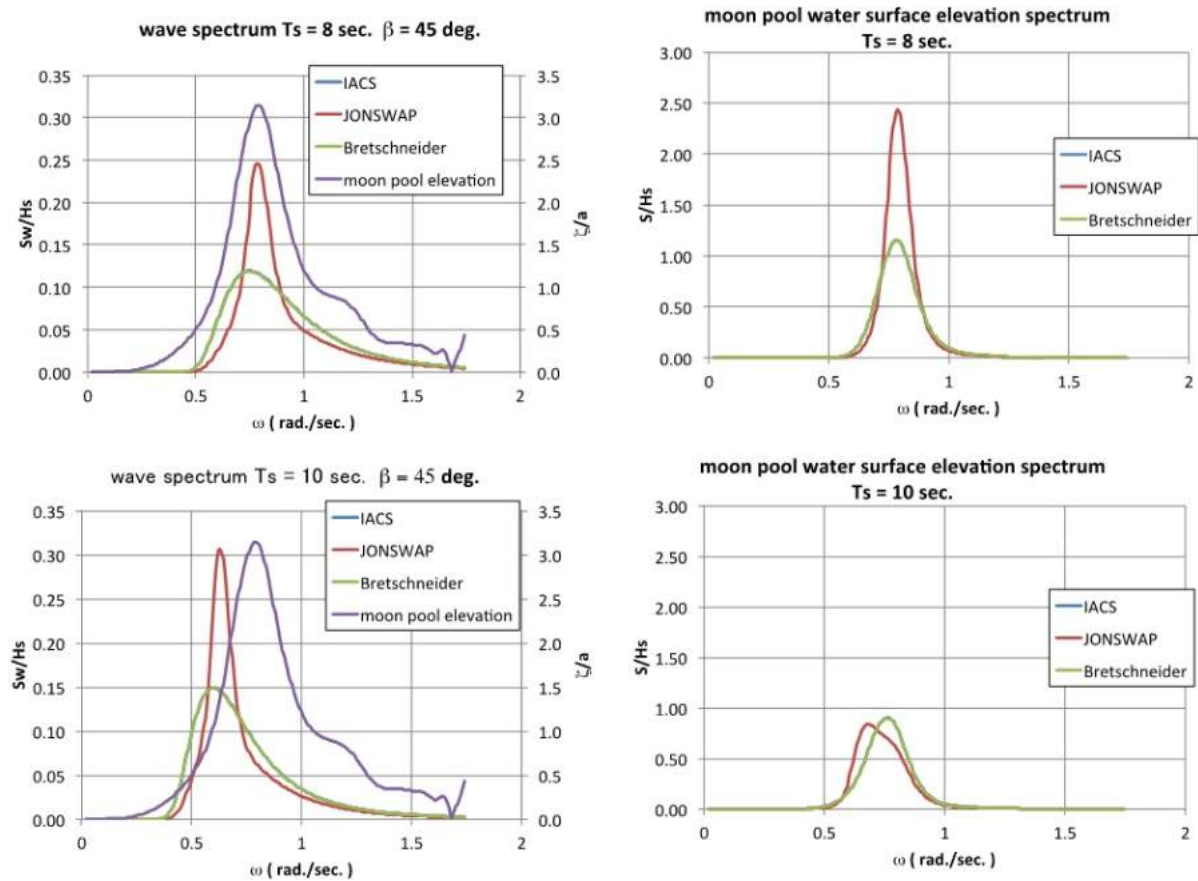 wave spectrum Ts = 8 sec. β = 45 deg.
0.35
0.30
0.25
0.20
0.15
0.10
0.05
0.00
Sw/Hs
3.5
3.0
2.5
2.0
1.5
1.0
0.5
0.0
ζ/a
IACS
JONSWAP
Bretschneider
moon pool elevation
0 0.5 1 1.5 2
ω ( rad./sec. )
moon pool water surface elevation spectrum
Ts = 8 sec.
3.00
2.50
2.00
1.50
1.00
0.50
0.00
S/Hs
IACS
JONSWAP
Bretschneider
0 0.5 1 1.5 2
ω ( rad./sec. )
wave spectrum Ts = 10 sec. β = 45 deg.
0.35
0.30
0.25
0.20
0.15
0.10
0.05
0.00
Sw/Hs
3.5
3.0
2.5
2.0
1.5
1.0
0.5
0.0
ζ/a
IACS
JONSWAP
Bretschneider
moon pool elevation
0 0.5 1 1.5 2
ω ( rad./sec. )
moon pool water surface elevation spectrum
Ts = 10 sec.
3.00
2.50
2.00
1.50
1.00
0.50
0.00
S/Hs
IACS
JONSWAP
Bretschneider
0 0.5 1 1.5 2
ω ( rad./sec. )